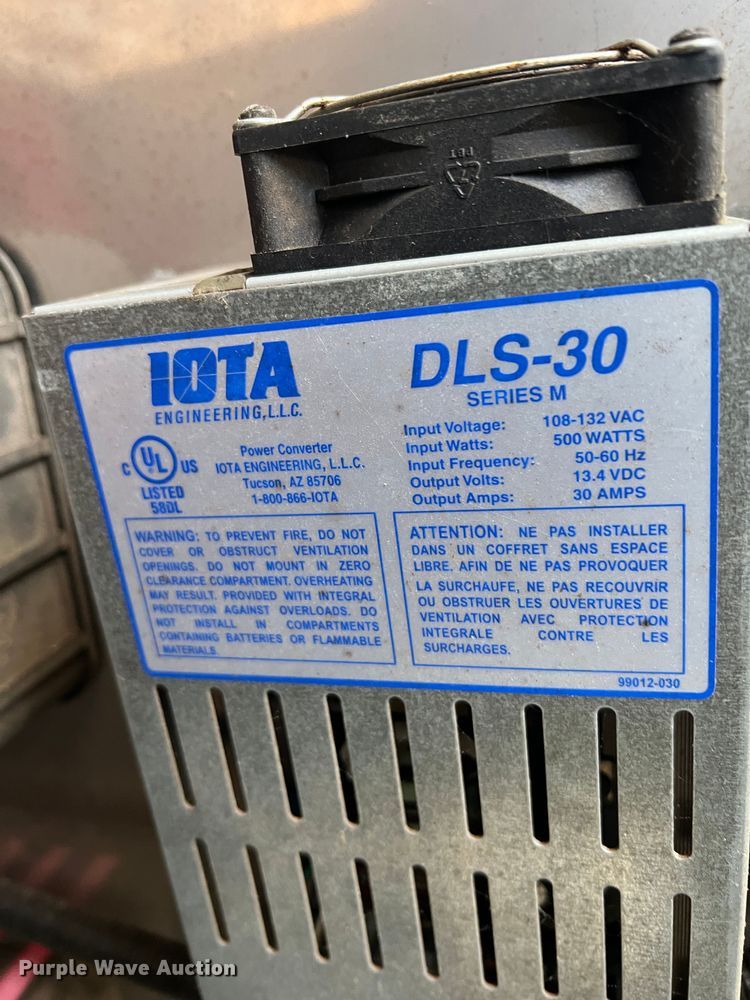 PBT
IOTA
ENGINEERING, L.L.C.
DLS-30
SERIES M
C UL US
LISTED
58DL
Power Converter
IOTA ENGINEERING, L.L.C.
Tucson, AZ 85706
1-800-866-IOTA
Input Voltage: 108-132 VAC
Input Watts: 500 WATTS
Input Frequency: 50-60 Hz
Output Volts: 13.4 VDC
Output Amps: 30 AMPS
WARNING: TO PREVENT FIRE, DO NOT
COVER OR OBSTRUCT VENTILATION
OPENINGS. DO NOT MOUNT IN ZERO
CLEARANCE COMPARTMENT. OVERHEATING
MAY RESULT. PROVIDED WITH INTEGRAL
PROTECTION AGAINST OVERLOADS. DO
NOT INSTALL IN COMPARTMENTS
CONTAINING BATTERIES OR FLAMMABLE
MATERIALS.
ATTENTION: NE PAS INSTALLER
DANS UN COFFRET SANS ESPACE
LIBRE, AFIN DE NE PAS PROVOQUER
LA SURCHAUFE, NE PAS RECOUVRIR
OU OBSTRUER LES OUVERTURES DE
VENTILATION AVEC PROTECTION
INTEGRALE CONTRE LES
SURCHARGES.
99012-030
Purple Wave Auction